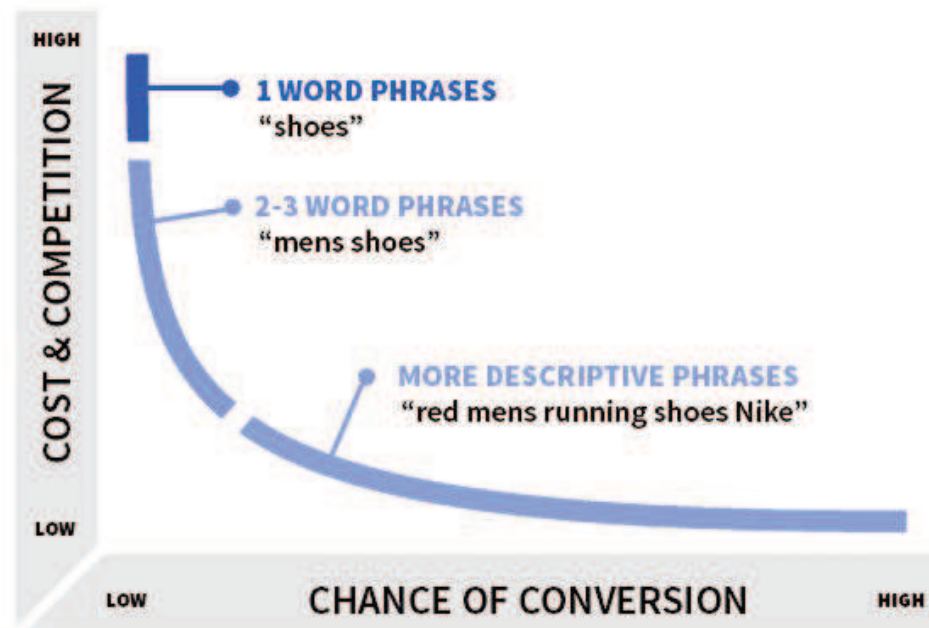 HIGH
COST & COMPETITION
LOW
1 WORD PHRASES
“shoes”
2-3 WORD PHRASES
“mens shoes”
MORE DESCRIPTIVE PHRASES
“red mens running shoes Nike”
LOW
CHANCE OF CONVERSION
HIGH